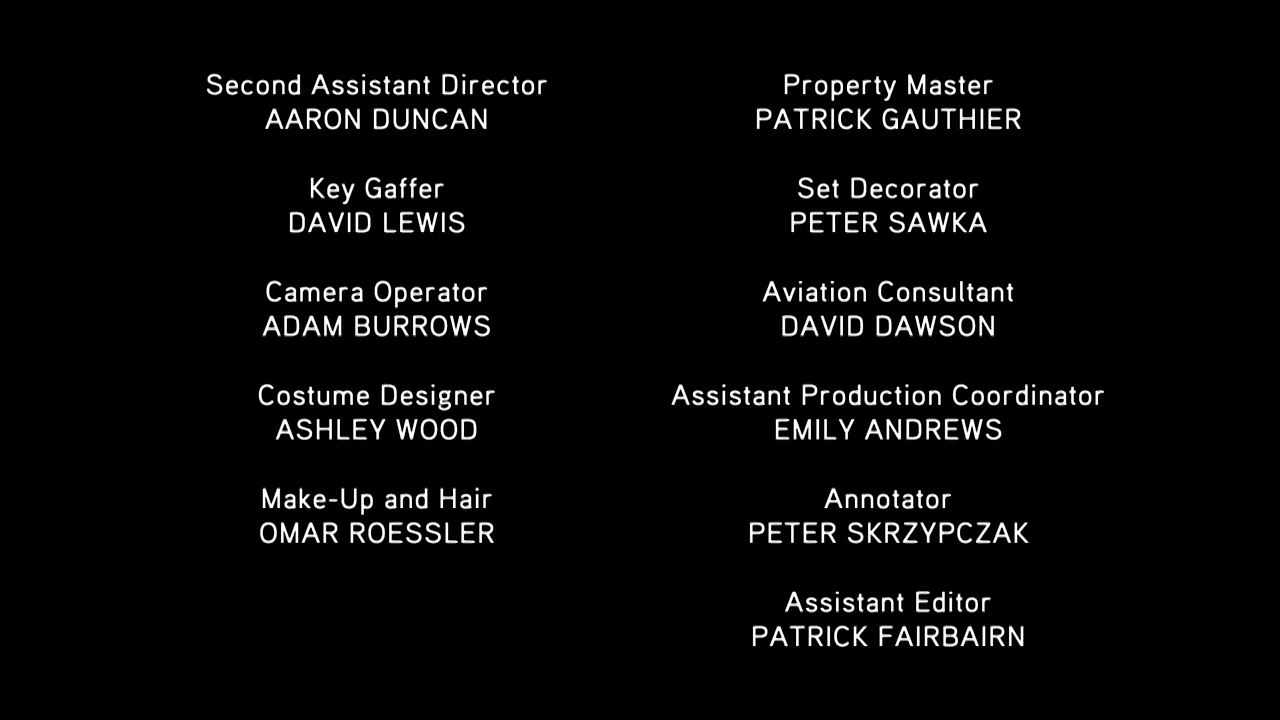 Second Assistant Director
AARON DUNCAN
Key Gaffer
DAVID LEWIS
Camera Operator
ADAM BURROWS
Costume Designer
ASHLEY WOOD
Make-Up and Hair
OMAR ROESSLER
Property Master
PATRICK GAUTHIER
Set Decorator
PETER SAWKA
Aviation Consultant
DAVID DAWSON
Assistant Production Coordinator
EMILY ANDREWS
Annotator
PETER SKRZYPCZAK
Assistant Editor
PATRICK FAIRBAIRN